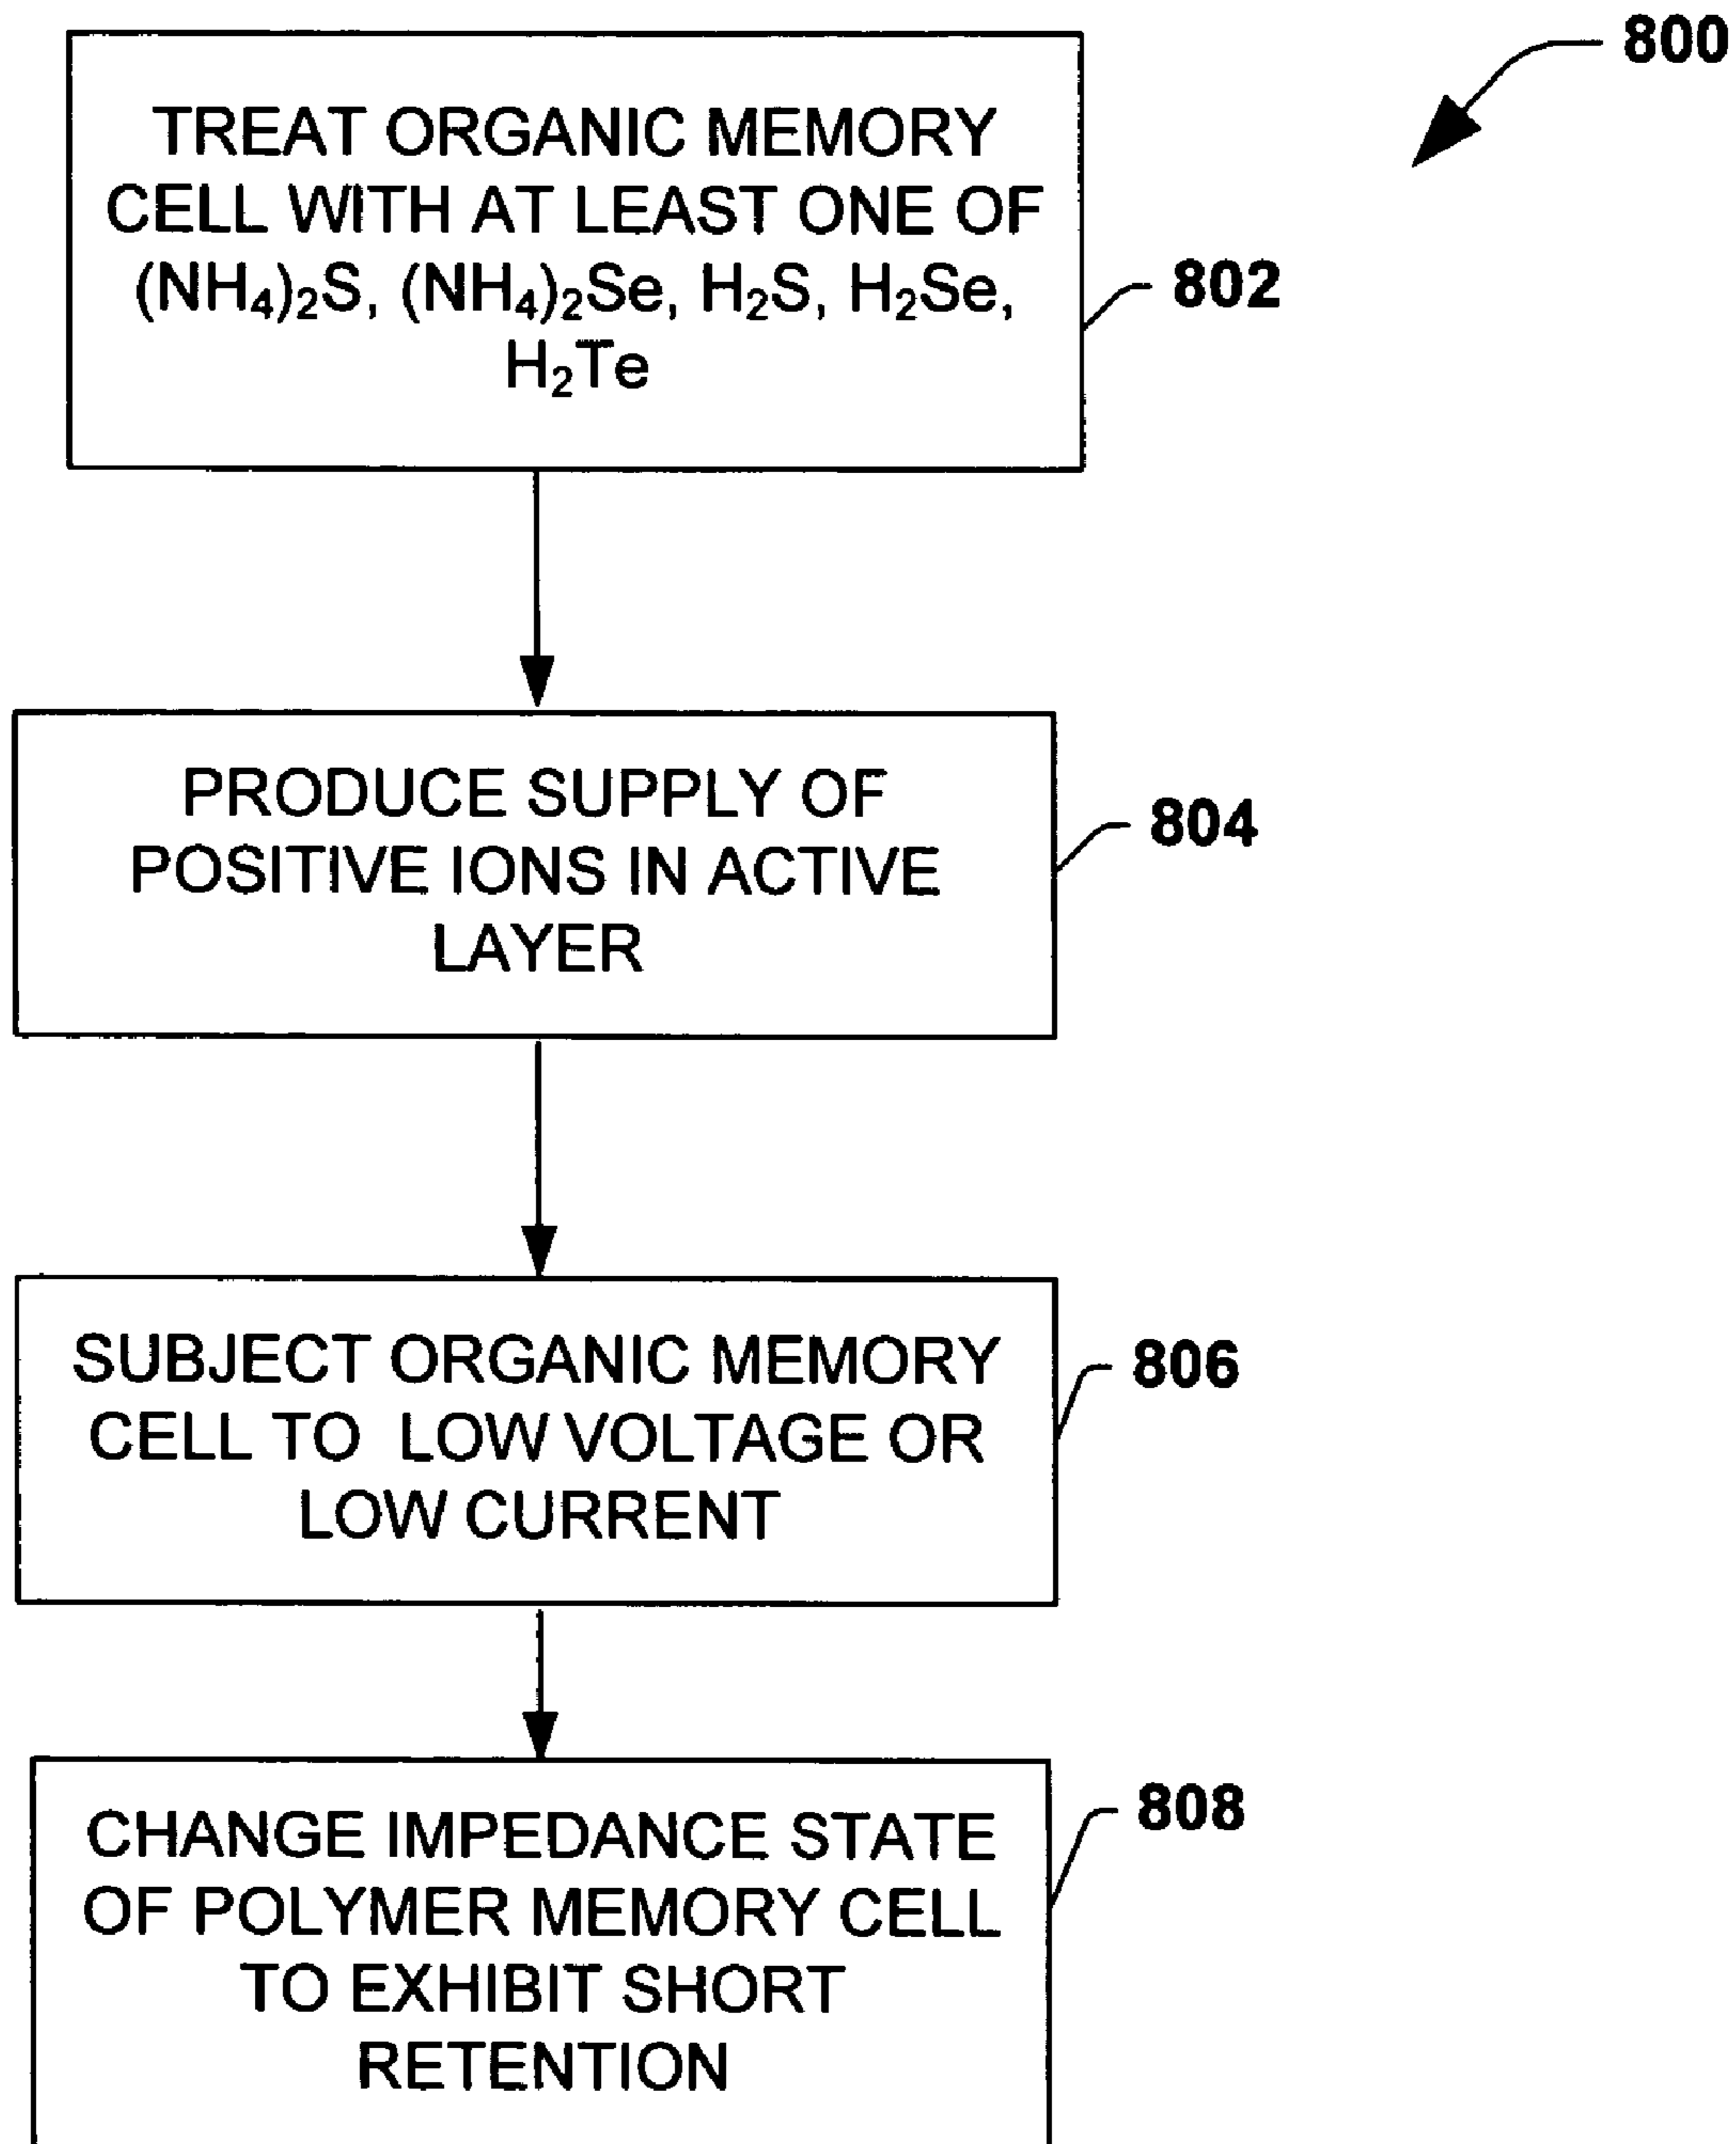 800
TREAT ORGANIC MEMORY
CELL WITH AT LEAST ONE OF
(NH₄)₂S, (NH₄)₂Se, H₂S, H₂Se,
H₂Te
802
PRODUCE SUPPLY OF
POSITIVE IONS IN ACTIVE
LAYER
804
SUBJECT ORGANIC MEMORY
CELL TO LOW VOLTAGE OR
LOW CURRENT
806
CHANGE IMPEDANCE STATE
OF POLYMER MEMORY CELL
TO EXHIBIT SHORT
RETENTION
808